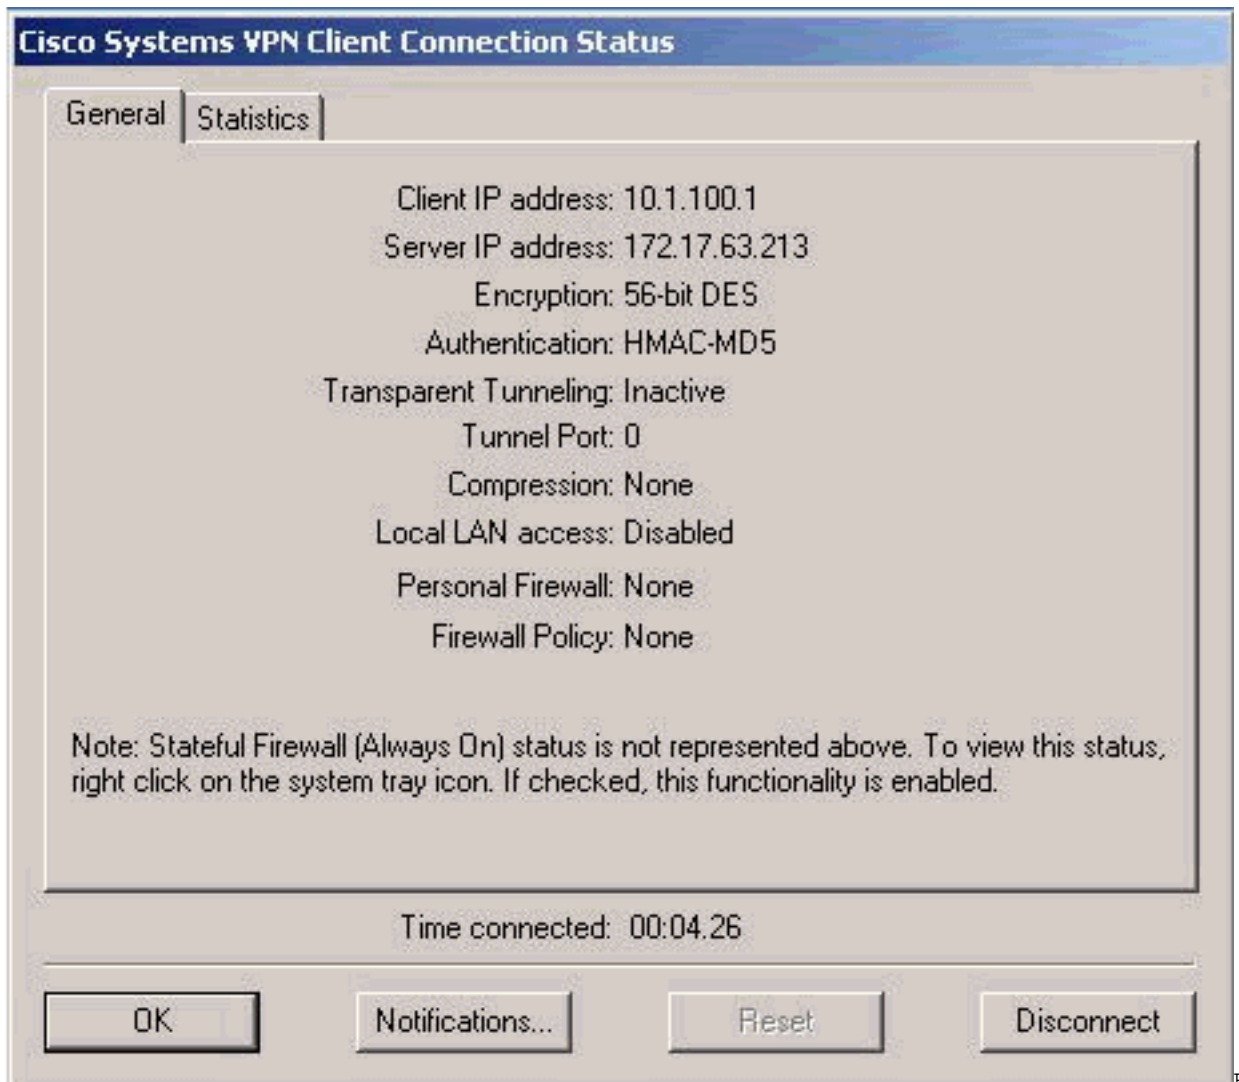 Cisco Systems VPN Client Connection Status
General Statistics
Client IP address: 10.1.100.1
Server IP address: 172.17.63.213
Encryption: 56-bit DES
Authentication: HMAC-MD5
Transparent Tunneling: Inactive
Tunnel Port: 0
Compression: None
Local LAN access: Disabled
Personal Firewall: None
Firewall Policy: None
Note: Stateful Firewall (Always On) status is not represented above. To view this status,
right click on the system tray icon. If checked, this functionality is enabled.
Time connected: 00:04.26
OK Notifications... Reset Disconnect